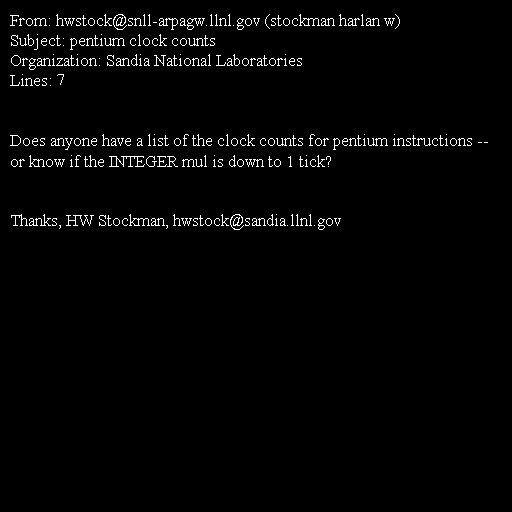 From: hwstock@snll-arpagw.llnl.gov (stockman harlan w)
Subject: pentium clock counts
Organization: Sandia National Laboratories
Lines: 7
Does anyone have a list of the clock counts for pentium instructions --
or know if the INTEGER mul is down to 1 tick?
Thanks, HW Stockman, hwstock@sandia.llnl.gov